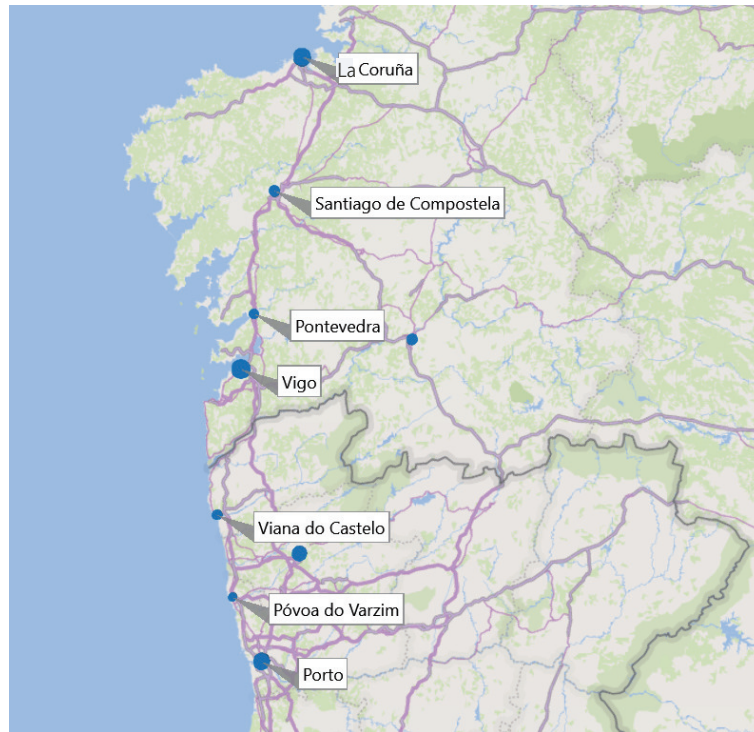 La Coruña
Santiago de Compostela
Pontevedra
Vigo
Viana do Castelo
Póvoa do Varzim
Porto